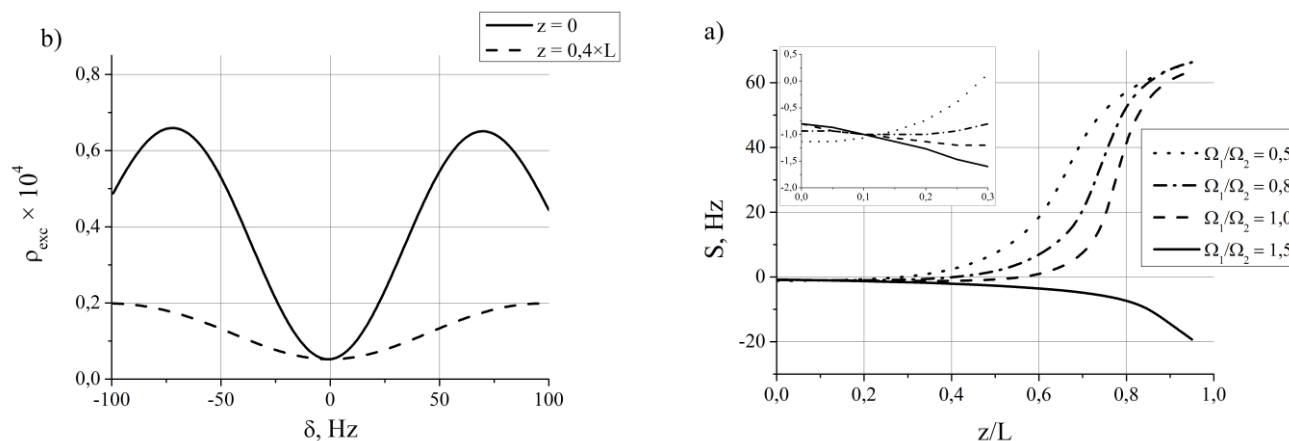 b)
z = 0
z = 0,4×L
0,8
0,6
0,4
0,2
0,0
ρexc × 10⁴
-100
-50
0
50
100
δ, Hz
a)
60
40
20
0
-20
S, Hz
0,5
0,0
-0,5
-1,0
-1,5
-2,0
0,0
0,1
0,2
0,3
Ω₁/Ω₂ = 0,5
Ω₁/Ω₂ = 0,8
Ω₁/Ω₂ = 1,0
Ω₁/Ω₂ = 1,5
0,0
0,2
0,4
0,6
0,8
1,0
z/L